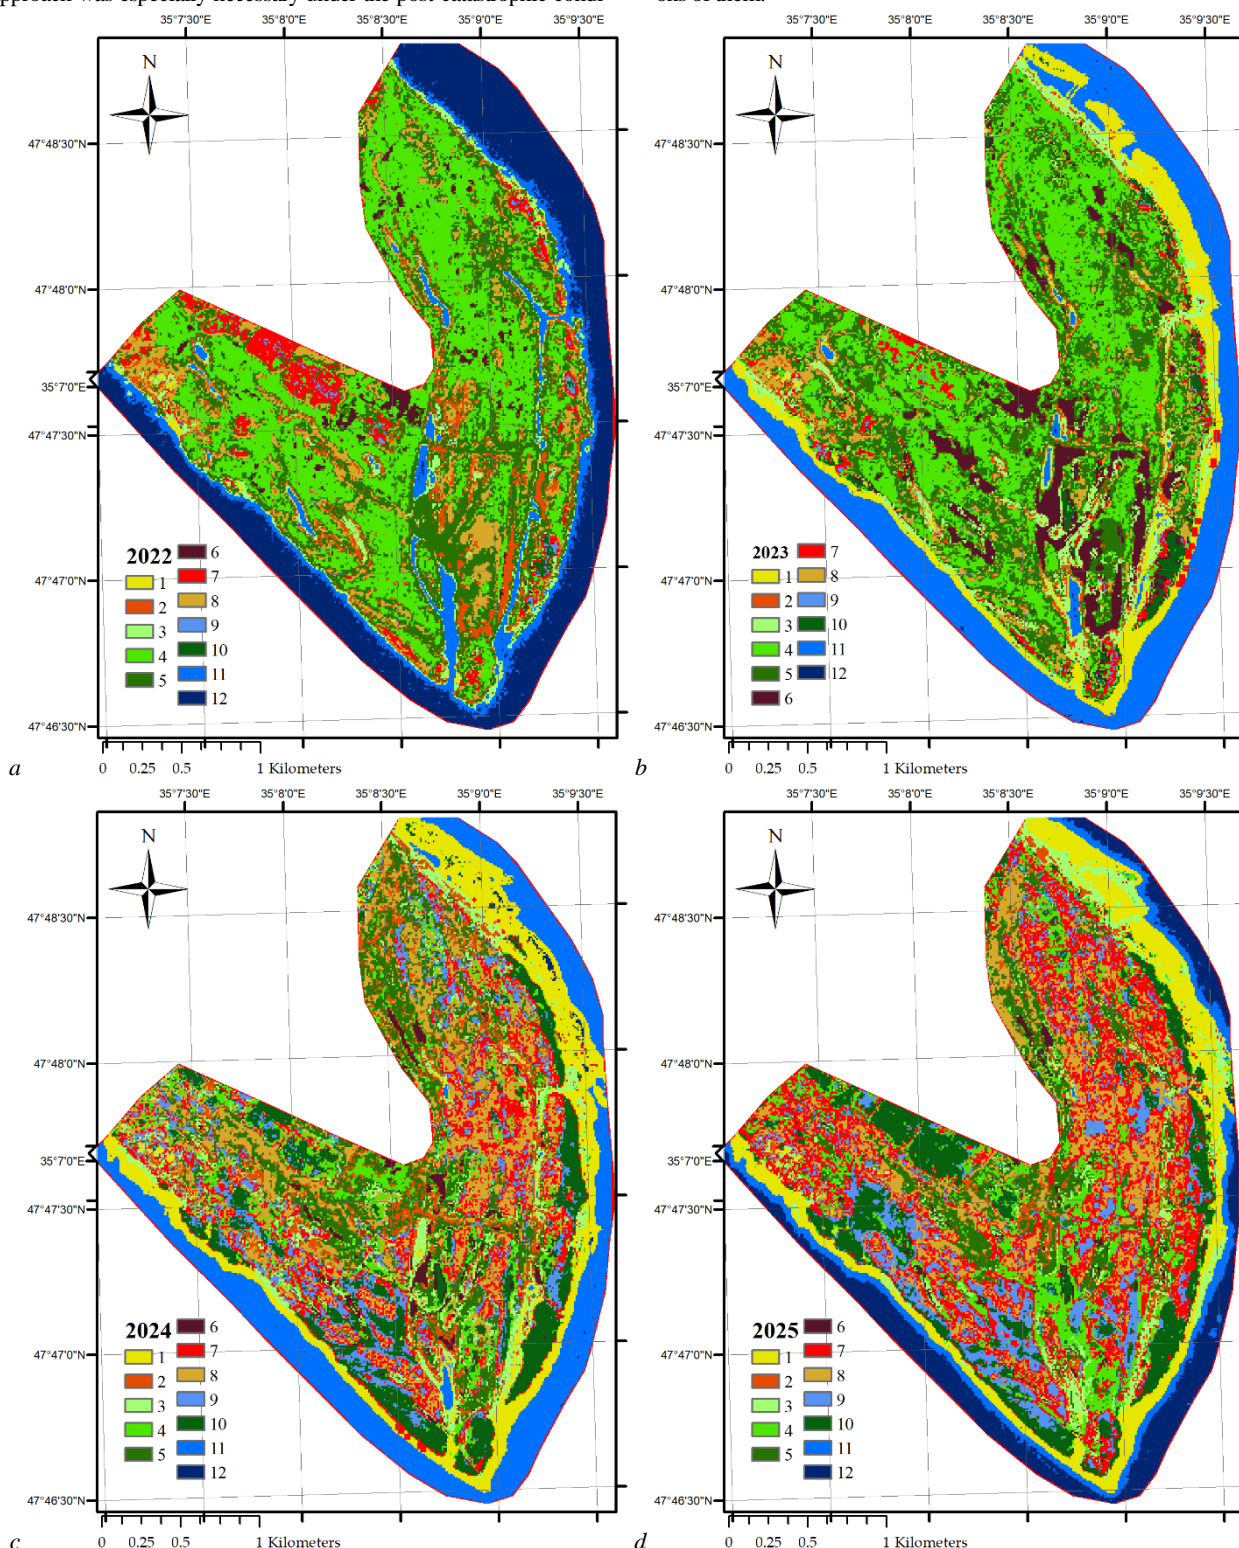 pproach was especially necessary under the post-catastrophic condi-
ons of them.
35°7'30"E 35°8'0"E 35°8'30"E 35°9'0"E 35°9'30"E
N
47°48'30"N
47°48'0"N
35°7'0"E
47°47'30"N
47°47'0"N
47°46'30"N
2022
1
2
3
4
5
6
7
8
9
10
11
12
0 0.25 0.5 1 Kilometers
a
35°7'30"E 35°8'0"E 35°8'30"E 35°9'0"E 35°9'30"E
N
47°48'30"N
47°48'0"N
35°7'0"E
47°47'30"N
47°47'0"N
47°46'30"N
2023
1
2
3
4
5
6
7
8
9
10
11
12
0 0.25 0.5 1 Kilometers
b
35°7'30"E 35°8'0"E 35°8'30"E 35°9'0"E 35°9'30"E
N
47°48'30"N
47°48'0"N
35°7'0"E
47°47'30"N
47°47'0"N
47°46'30"N
2024
1
2
3
4
5
6
7
8
9
10
11
12
0 0.25 0.5 1 Kilometers
c
35°7'30"E 35°8'0"E 35°8'30"E 35°9'0"E 35°9'30"E
N
47°48'30"N
47°48'0"N
35°7'0"E
47°47'30"N
47°47'0"N
47°46'30"N
2025
1
2
3
4
5
6
7
8
9
10
11
12
0 0.25 0.5 1 Kilometers
d